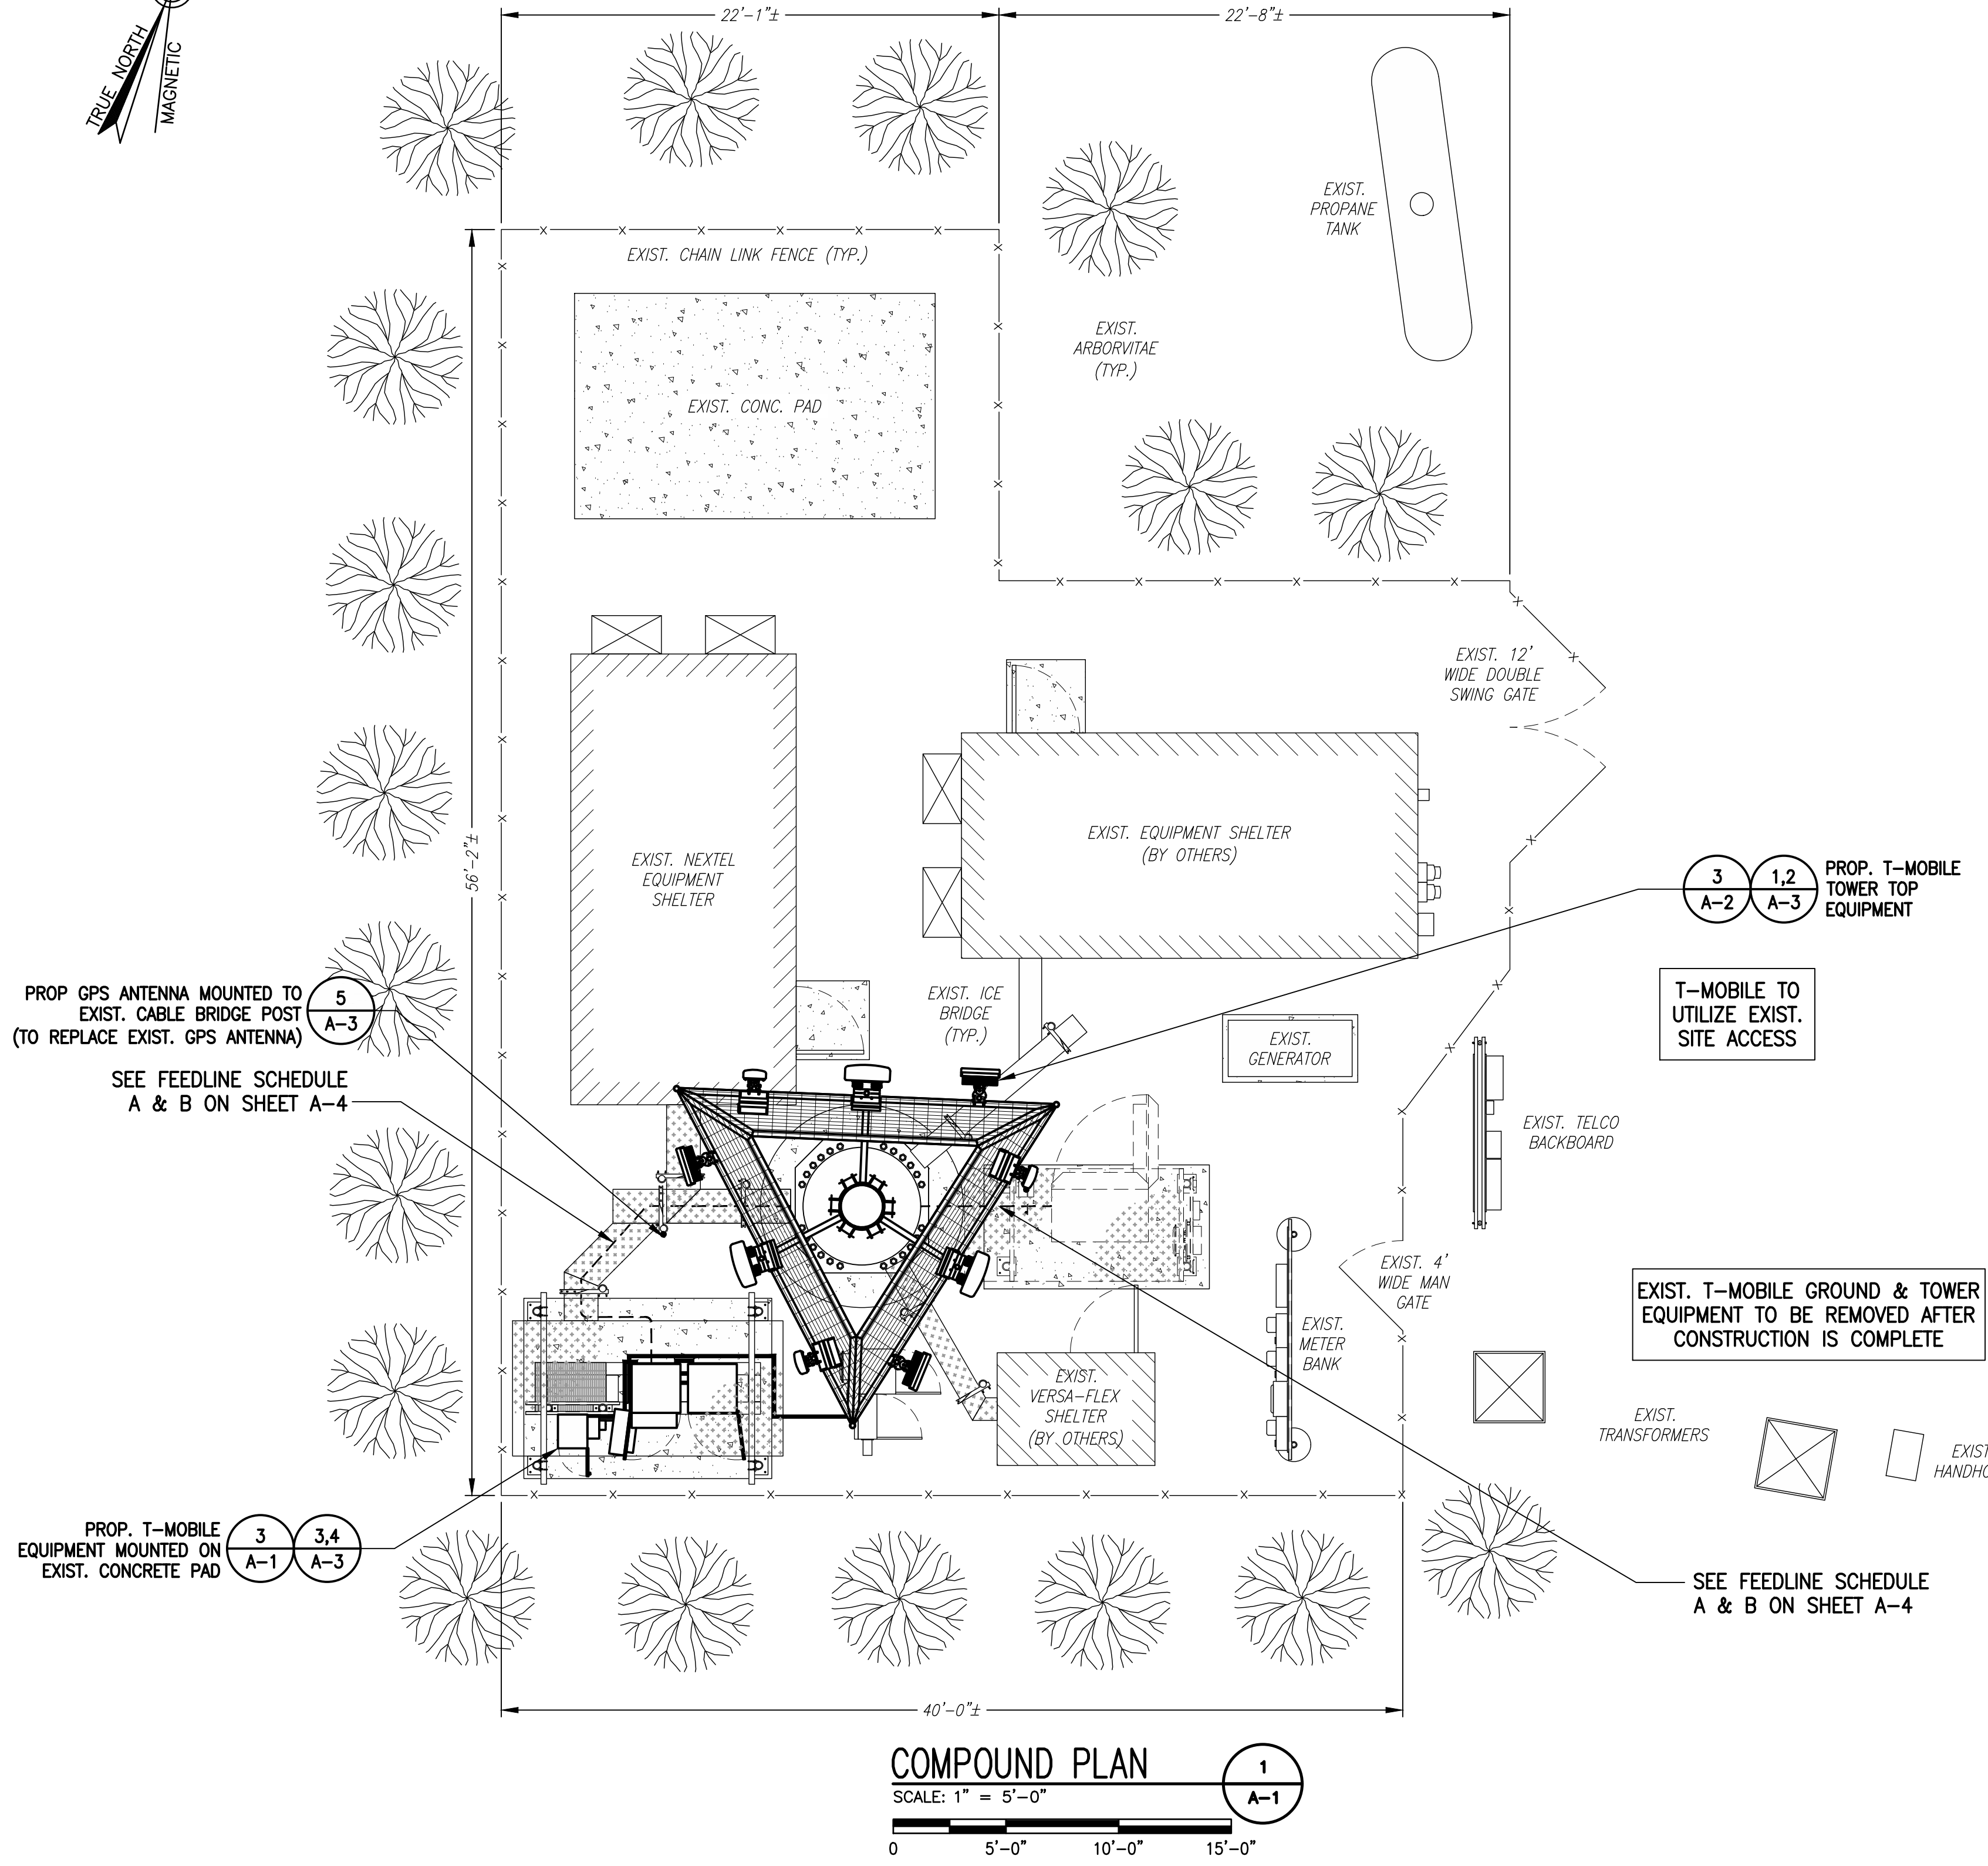 TRUE NORTH
MAGNETIC
22'-1"±
22'-8"±
EXIST.
PROPANE
TANK
EXIST. CHAIN LINK FENCE (TYP.)
EXIST.
ARBORVITAE
(TYP.)
EXIST. CONC. PAD
EXIST. 12'
WIDE DOUBLE
SWING GATE
56'-2"±
EXIST. NEXTEL
EQUIPMENT
SHELTER
EXIST. EQUIPMENT SHELTER
(BY OTHERS)
3
A-2
1,2
A-3
PROP. T-MOBILE
TOWER TOP
EQUIPMENT
T-MOBILE TO
UTILIZE EXIST.
SITE ACCESS
PROP GPS ANTENNA MOUNTED TO
EXIST. CABLE BRIDGE POST
(TO REPLACE EXIST. GPS ANTENNA)
5
A-3
EXIST. ICE
BRIDGE
(TYP.)
EXIST.
GENERATOR
SEE FEEDLINE SCHEDULE
A & B ON SHEET A-4
EXIST. TELCO
BACKBOARD
EXIST. 4'
WIDE MAN
GATE
EXIST. T-MOBILE GROUND & TOWER
EQUIPMENT TO BE REMOVED AFTER
CONSTRUCTION IS COMPLETE
EXIST.
METER
BANK
EXIST.
VERSA-FLEX
SHELTER
(BY OTHERS)
EXIST.
TRANSFORMERS
EXIST
HANDHO
PROP. T-MOBILE
EQUIPMENT MOUNTED ON
EXIST. CONCRETE PAD
3
A-1
3,4
A-3
SEE FEEDLINE SCHEDULE
A & B ON SHEET A-4
40'-0"±
COMPOUND PLAN
SCALE: 1" = 5'-0"
1
A-1
0 5'-0" 10'-0" 15'-0"